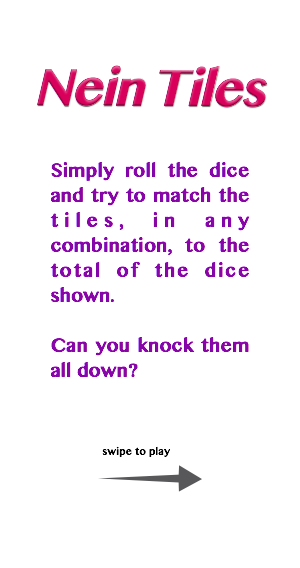 Nein Tiles
Simply roll the dice
and try to match the
tiles, in any
combination, to the
total of the dice
shown.
Can you knock them
all down?
swipe to play